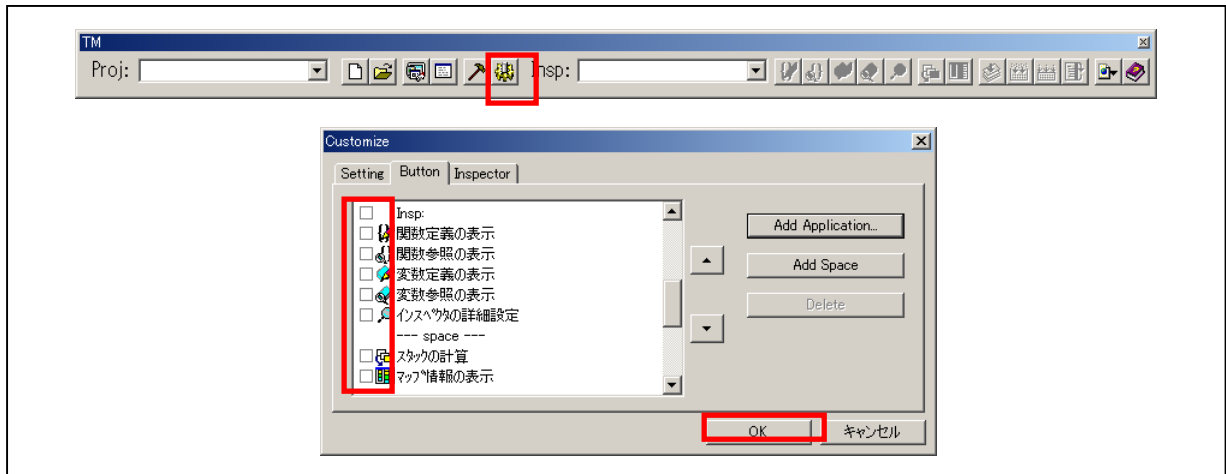 TM
Proj:
Insp:
Customize
Setting Button Inspector
Insp:
関数定義の表示
関数参照の表示
変数定義の表示
変数参照の表示
インスペクタの詳細設定
--- space ---
スタックの計算
マップ情報の表示
Add Application...
Add Space
Delete
OK キャンセル